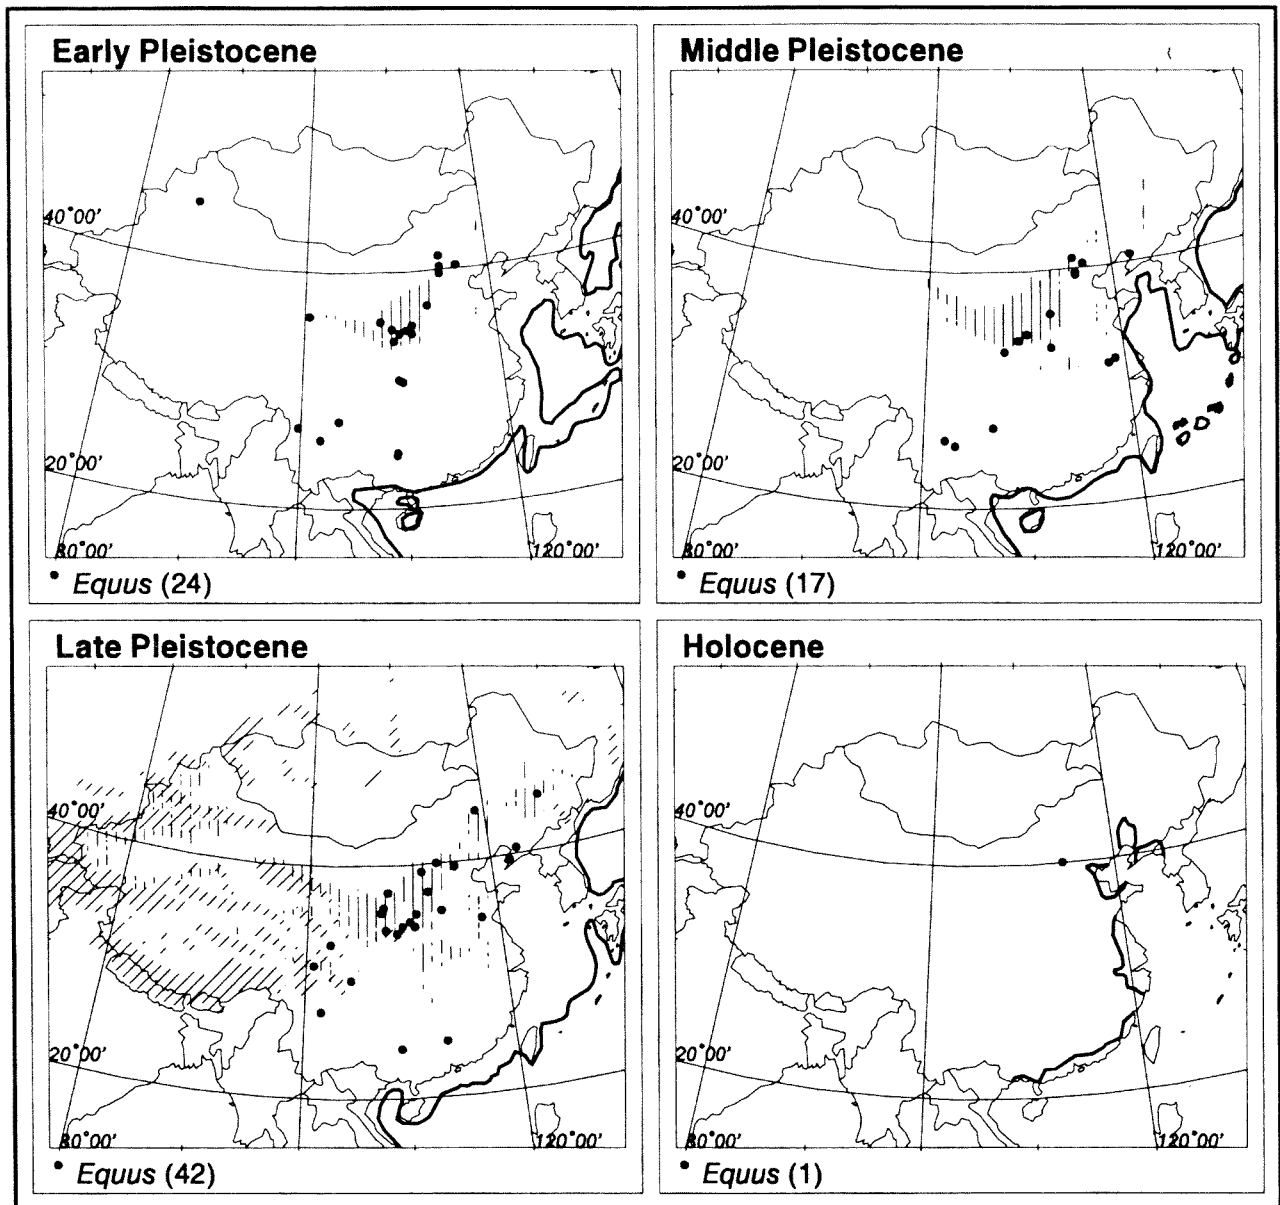 Early Pleistocene
40°00'
20°00'
80°00'
120°00'
• Equus (24)
Middle Pleistocene
40°00'
20°00'
80°00'
120°00'
• Equus (17)
Late Pleistocene
40°00'
20°00'
80°00'
120°00'
• Equus (42)
Holocene
40°00'
20°00'
80°00'
120°00'
• Equus (1)